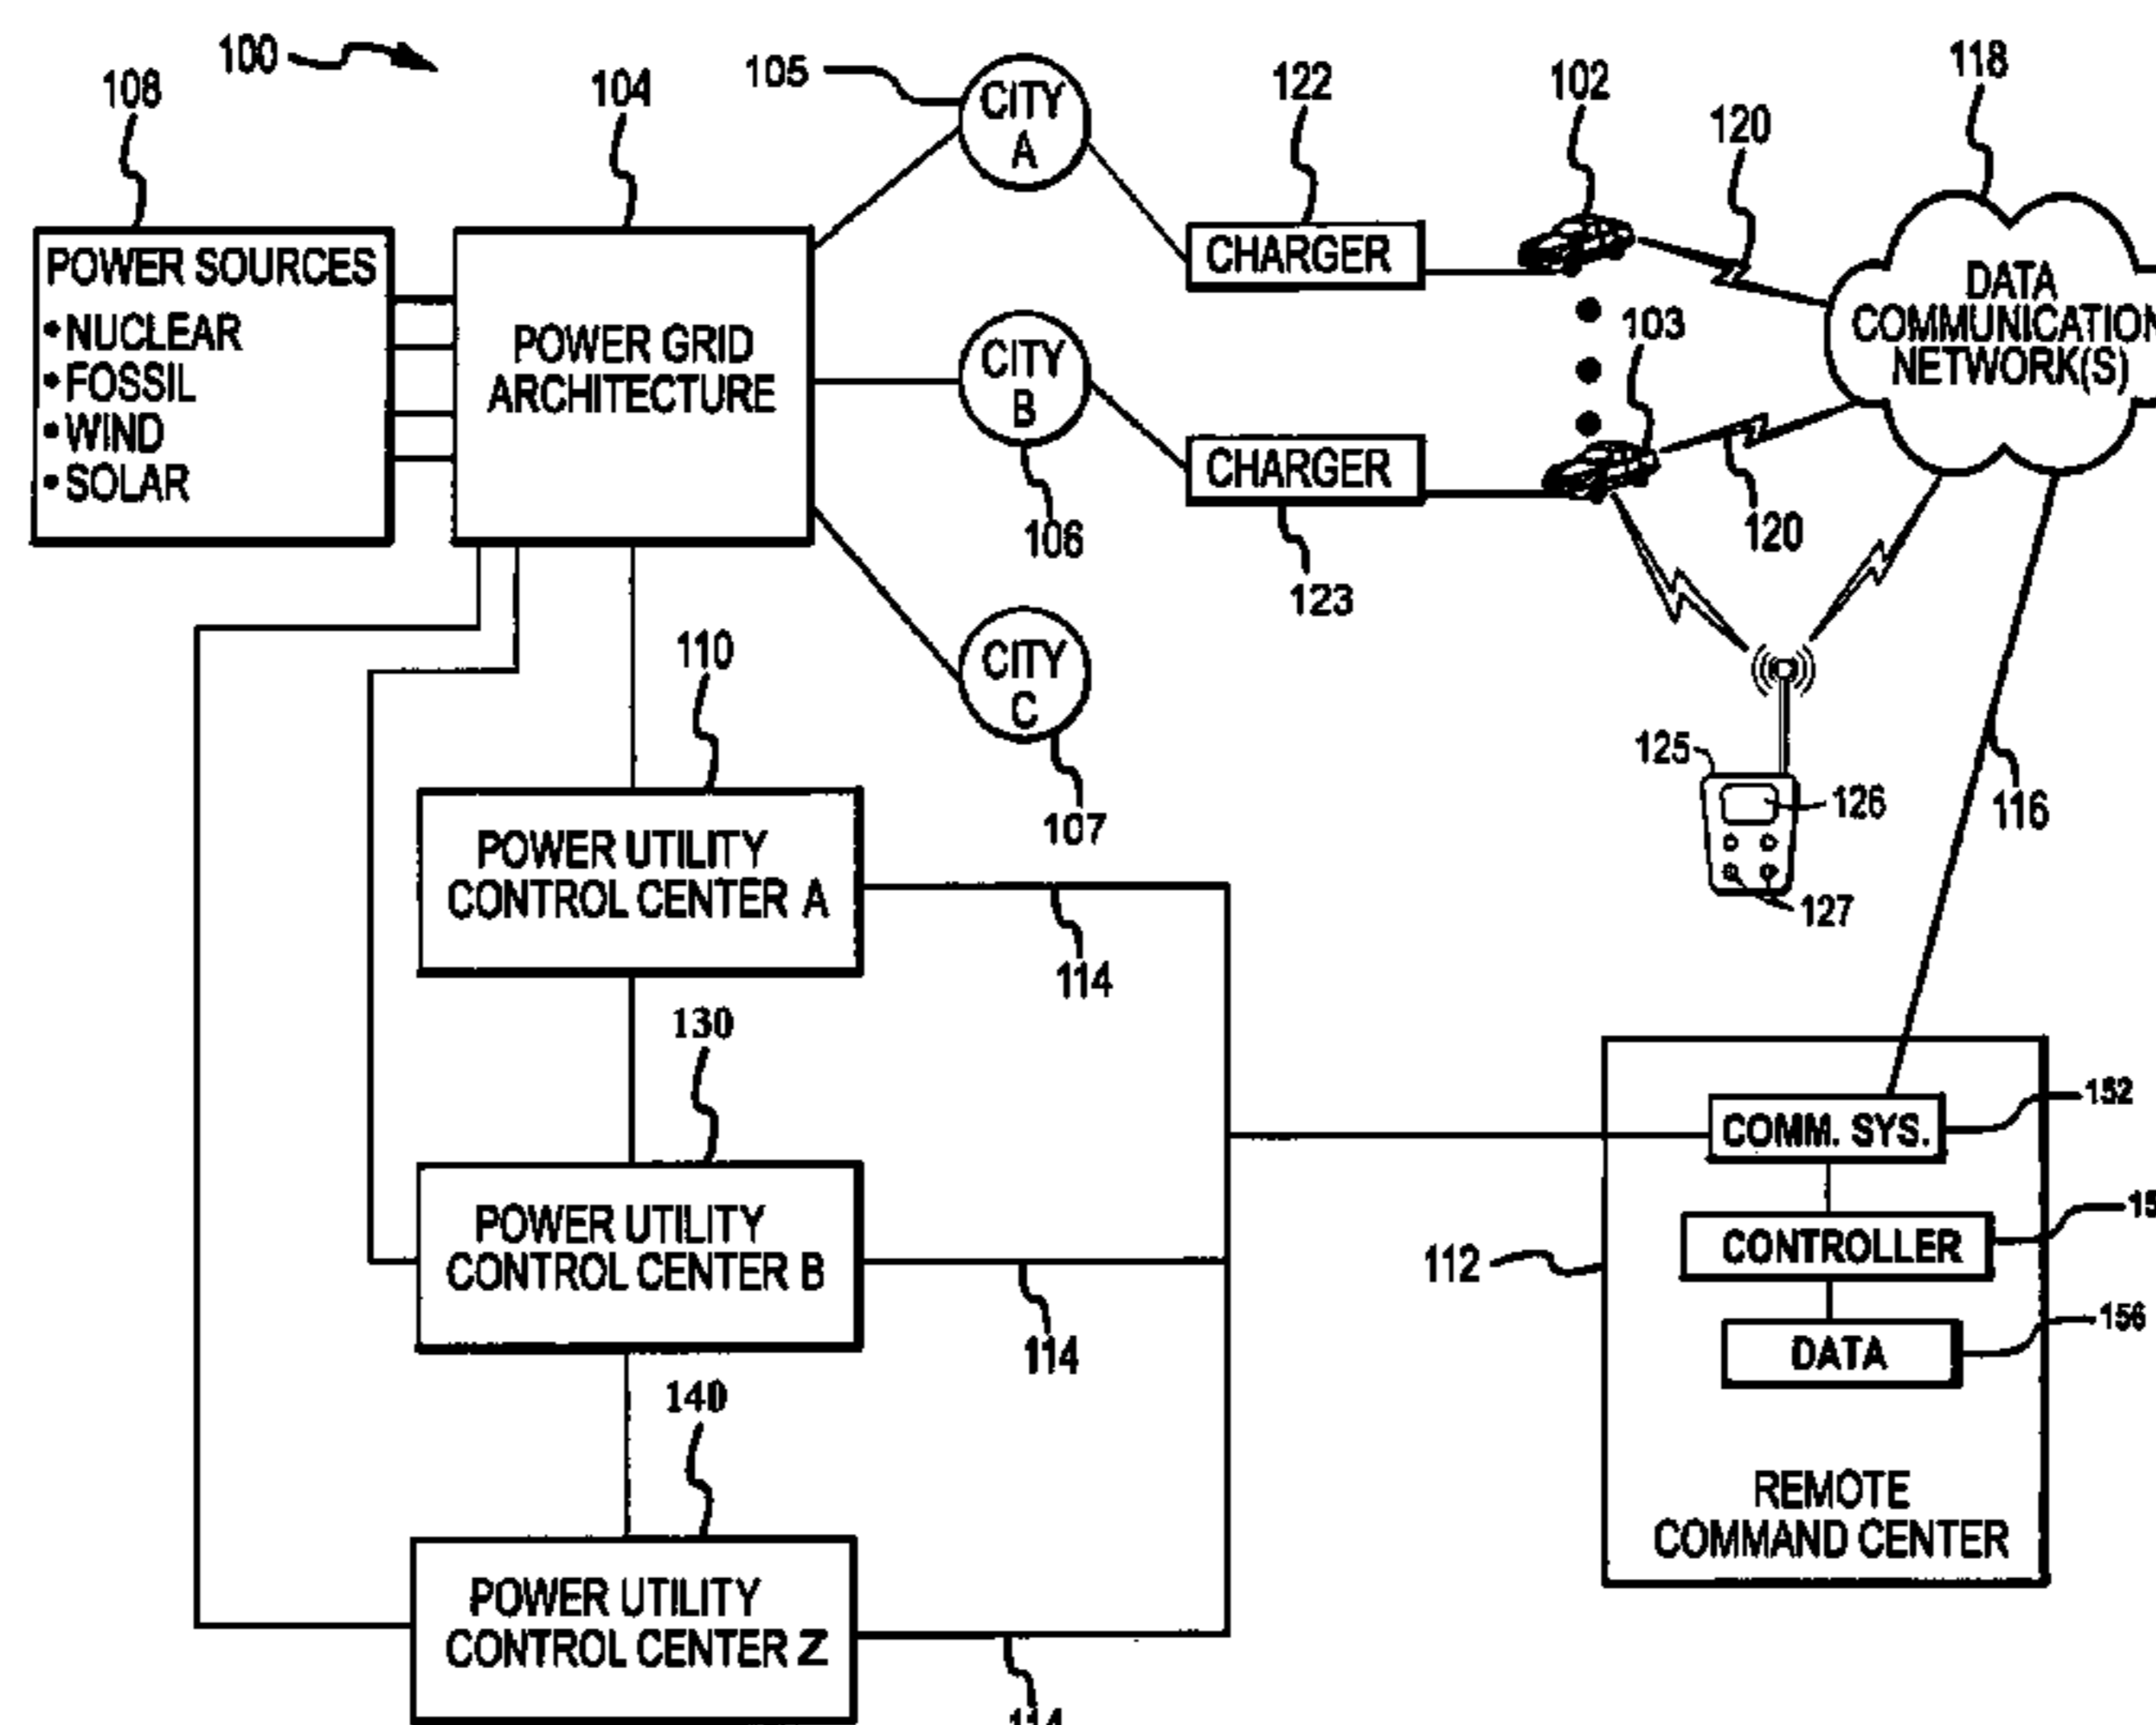 100
108
104
105
CITY
A
122
102
120
118
POWER SOURCES
•NUCLEAR
•FOSSIL
•WIND
•SOLAR
POWER GRID
ARCHITECTURE
CHARGER
DATA
COMMUNICATION
NETWORK(S)
103
CITY
B
106
CHARGER
123
120
CITY
C
107
110
POWER UTILITY
CONTROL CENTER A
114
125
126
127
116
130
POWER UTILITY
CONTROL CENTER B
114
140
POWER UTILITY
CONTROL CENTER Z
114
112
COMM. SYS.
152
CONTROLLER
DATA
156
REMOTE
COMMAND CENTER